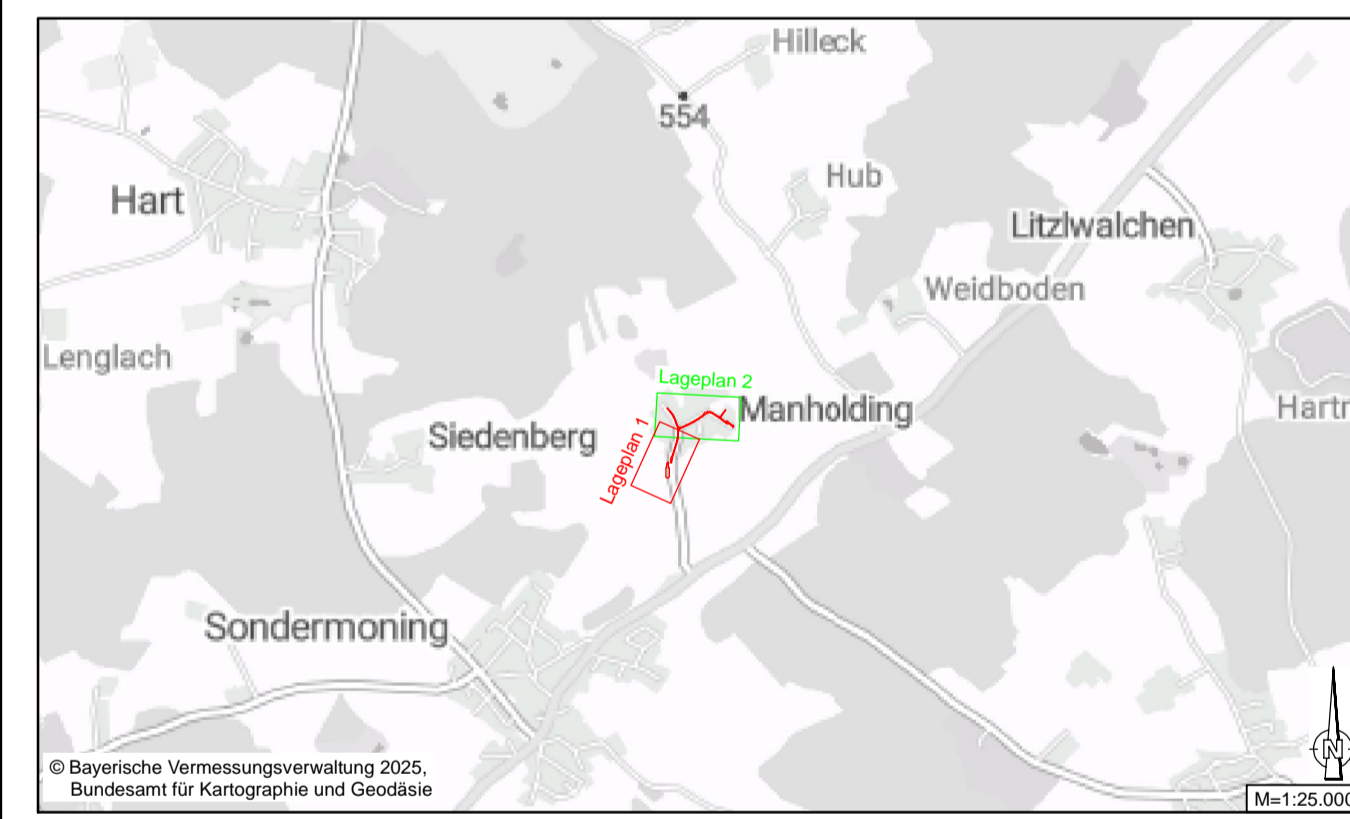 Hilleck
554
Hub
Hart
Litzlwalchen
Weidboden
Lenglach
Lageplan 2
Manholding
Hartr
Siedenberg
Lageplan 1
Sondermoning
N
© Bayerische Vermessungsverwaltung 2025,
Bundesamt für Kartographie und Geodäsie
M=1:25.000